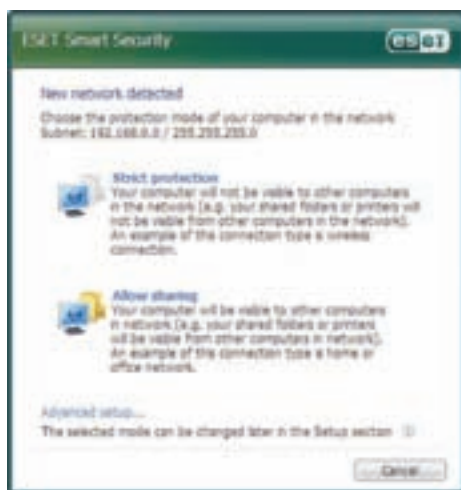 ESET Smart Security
eseT
New network detected
Choose the protection mode of your computer in the network
Subnet: 192.168.0.0 / 255.255.255.0
Strict protection
Your computer will not be visible to other computers
in the network (e.g. your shared folders or printers will
not be visible from other computers in the network).
An example of this connection type is wireless
connection.
Allow sharing
Your computer will be visible to other computers
in network (e.g. your shared folders or printers
will be visible from other computers in network).
An example of this connection type is home or
office network.
Advanced setup...
The selected mode can be changed later in the Setup section
Cancel